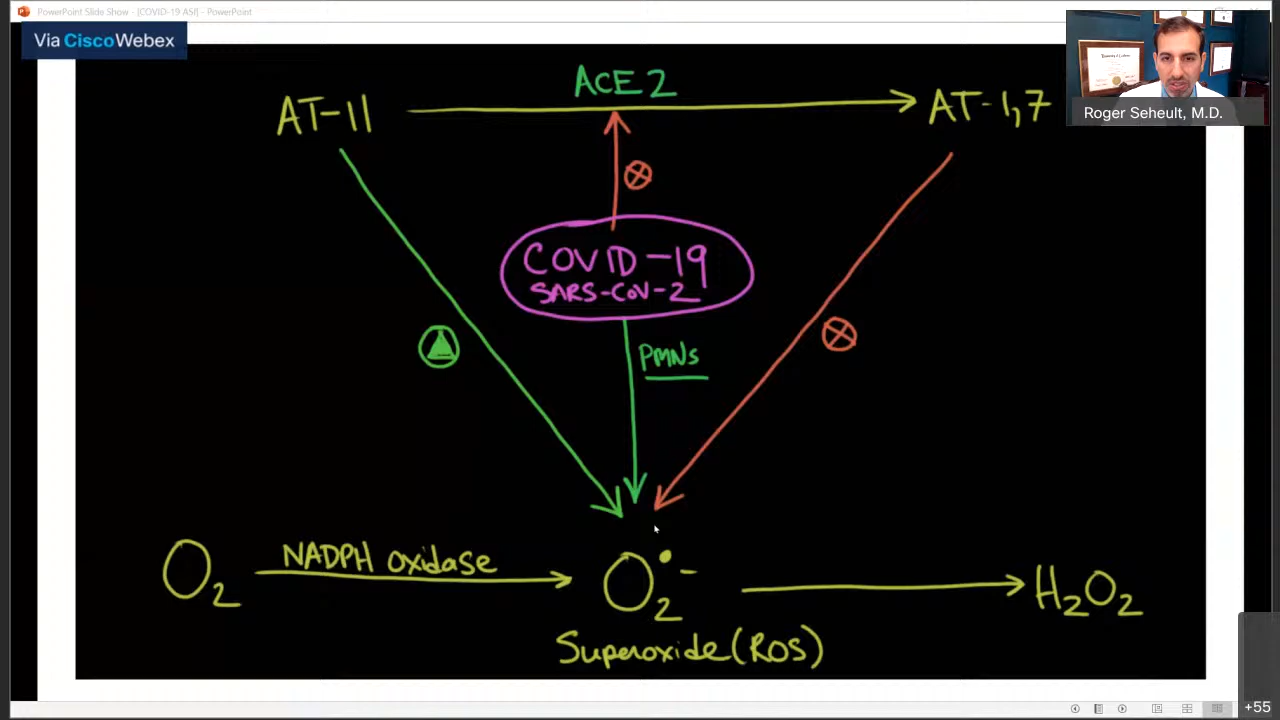 PowerPoint Slide Show - [COVID-19 ASI] - PowerPoint
Via CiscoWebex
Roger Seheult, M.D.
ACE 2
AT-11
AT-1,7
COVID-19
SARS-CoV-2
PMNs
O2
NADPH oxidase
O2•-
H2O2
Superoxide (ROS)
+55